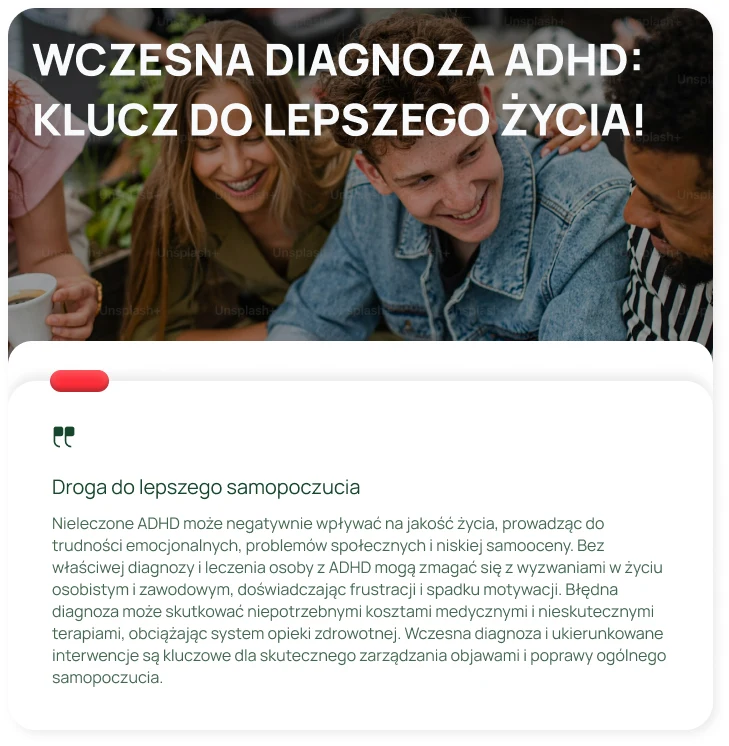 WCZESNA DIAGNOZA ADHD:
KLUCZ DO LEPSZEGO ŻYCIA!
Unsplash+
Droga do lepszego samopoczucia
Nieleczone ADHD może negatywnie wpływać na jakość życia, prowadząc do
trudności emocjonalnych, problemów społecznych i niskiej samooceny. Bez
właściwej diagnozy i leczenia osoby z ADHD mogą zmagać się z wyzwaniami w życiu
osobistym i zawodowym, doświadczając frustracji i spadku motywacji. Błędna
diagnoza może skutkować niepotrzebnymi kosztami medycznymi i nieskutecznymi
terapiami, obciążając system opieki zdrowotnej. Wczesna diagnoza i ukierunkowane
interwencje są kluczowe dla skutecznego zarządzania objawami i poprawy ogólnego
samopoczucia.